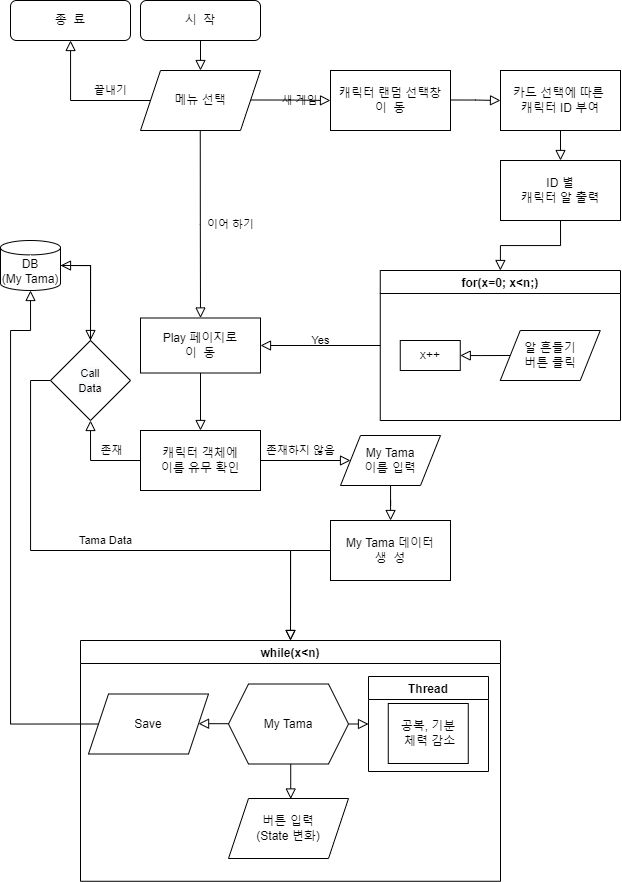 종 료
시 작
끝내기
메뉴 선택
새 게임
캐릭터 랜덤 선택창
이 동
카드 선택에 따른
캐릭터 ID 부여
ID 별
캐릭터 알 출력
이어 하기
DB
(My Tama)
for(x=0; x<n;)
Play 페이지로
이 동
Yes
x++
알 흔들기
버튼 클릭
Call
Data
존재
캐릭터 객체에
이름 유무 확인
존재하지 않음
My Tama
이름 입력
Tama Data
My Tama 데이터
생 성
while(x<n)
Thread
Save
My Tama
공복, 기분
체력 감소
버튼 입력
(State 변화)